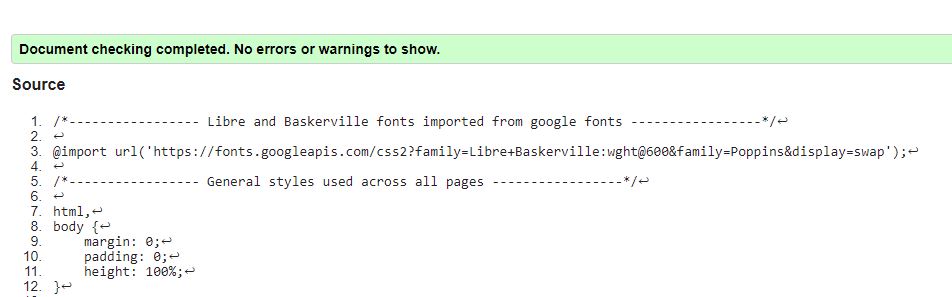 Document checking completed. No errors or warnings to show.
Source
1. /*----------------- Libre and Baskerville fonts imported from google fonts -----------------*/↩
2. ↩
3. @import url('https://fonts.googleapis.com/css2?family=Libre+Baskerville:wght@600&family=Poppins&display=swap');↩
4. ↩
5. /*----------------- General styles used across all pages -----------------*/↩
6. ↩
7. html,↩
8. body {↩
9.     margin: 0;↩
10.     padding: 0;↩
11.     height: 100%;↩
12. }↩